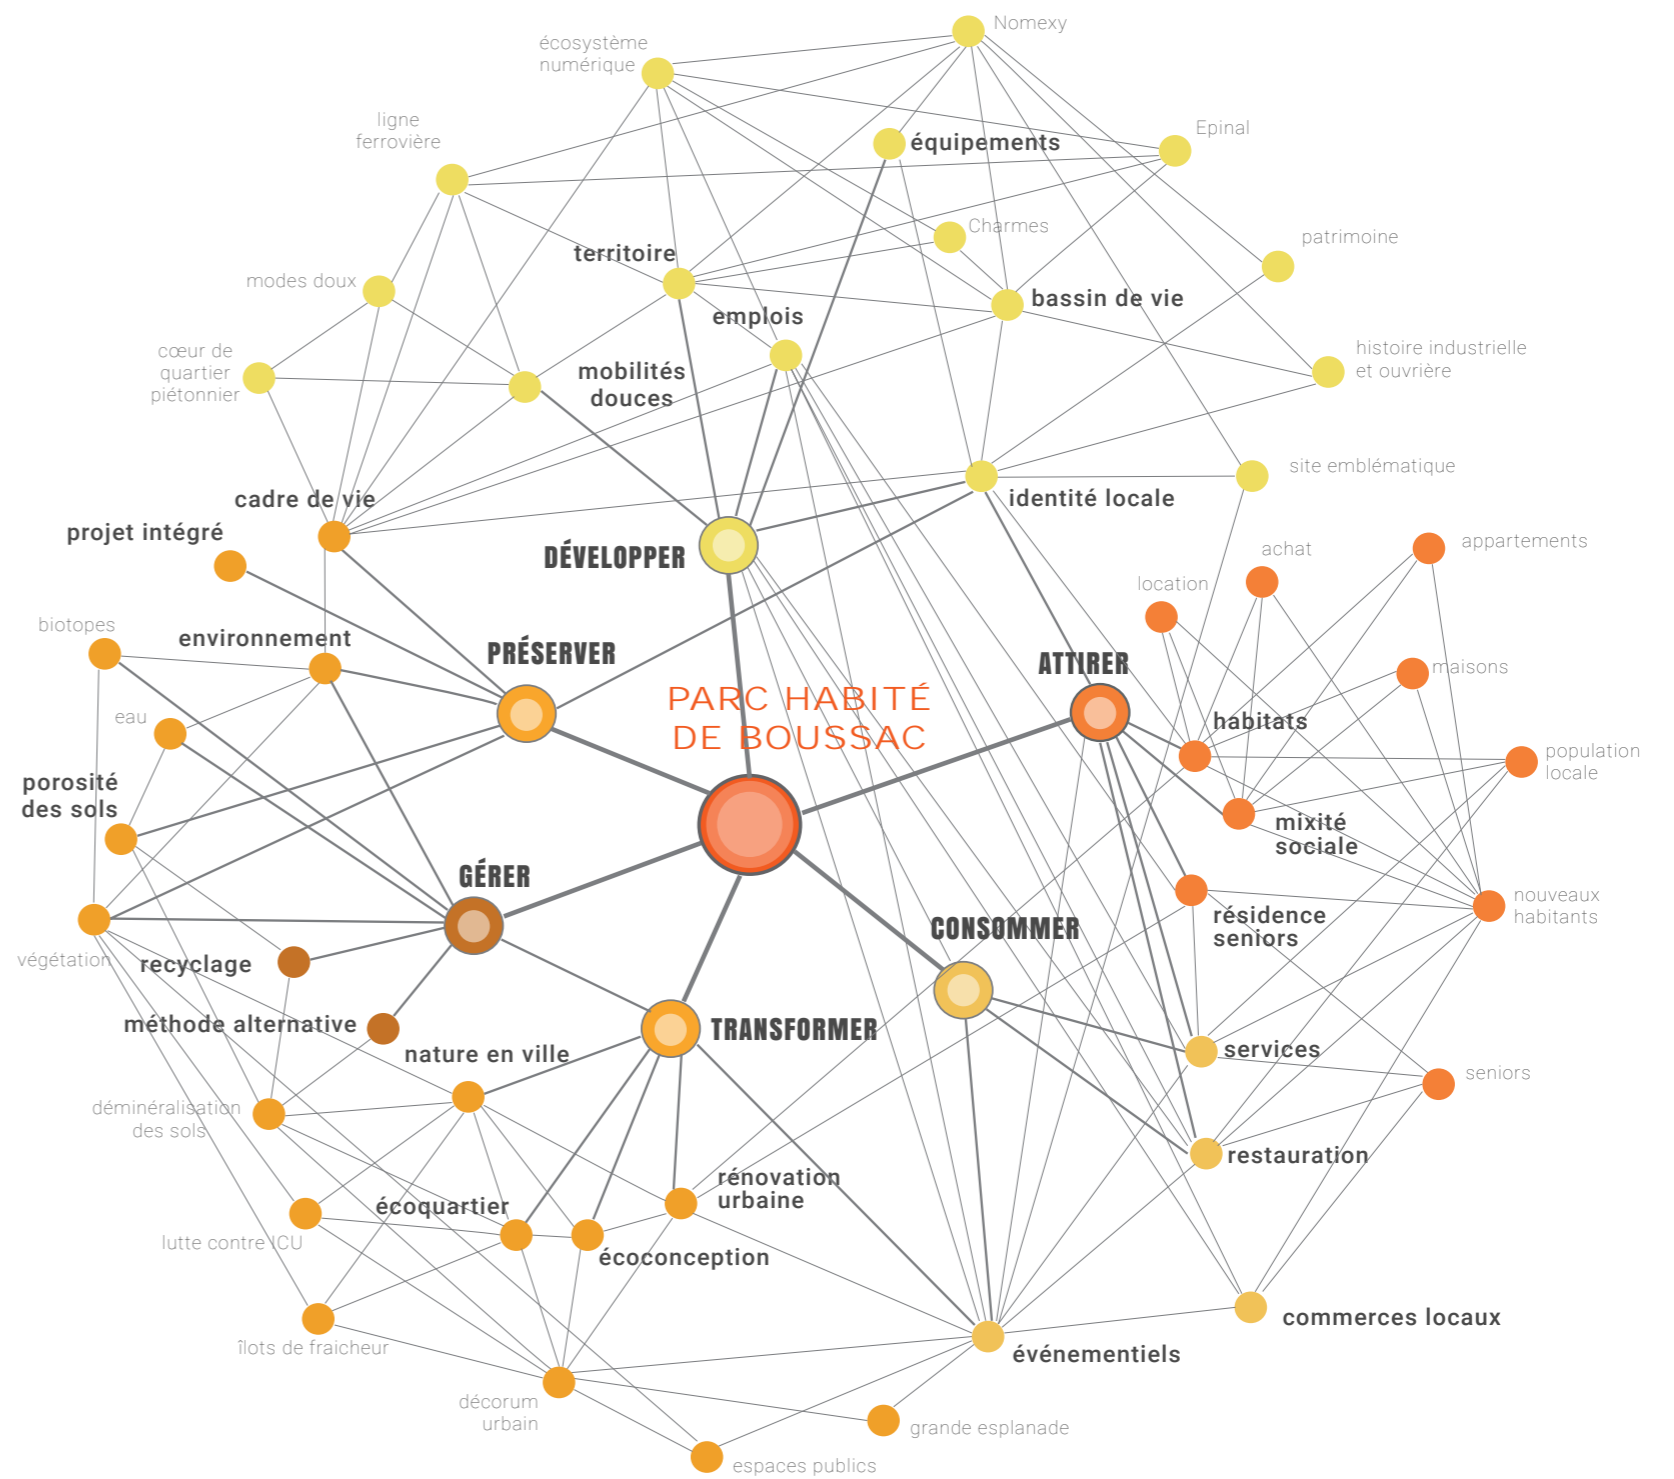 Nomexy
écosystème
numérique
ligne
ferrovière
équipements
Epinal
Charmes
territoire
patrimoine
modes doux
bassin de vie
emplois
cœur de
quartier
piétonnier
mobilités
douces
histoire industrielle
et ouvrière
site emblématique
identité locale
cadre de vie
projet intégré
DÉVELOPPER
achat
appartements
location
biotopes
environnement
PRÉSERVER
ATTIRER
maisons
PARC HABITÉ
DE BOUSSAC
eau
habitats
population
locale
porosité
des sols
mixité
sociale
GÉRER
nouveaux
habitants
résidence
seniors
CONSOMMER
végétation
recyclage
méthode alternative
TRANSFORMER
nature en ville
services
seniors
déminéralisation
des sols
restauration
rénovation
urbaine
écoquartier
lutte contre ICU
écoconception
commerces locaux
îlots de fraicheur
événementiels
décorum
urbain
grande esplanade
espaces publics